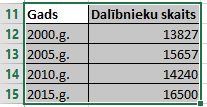 11 Gads Dalībnieku skaits
12 2000.g. 13827
13 2005.g. 15657
14 2010.g. 14240
15 2015.g. 16500